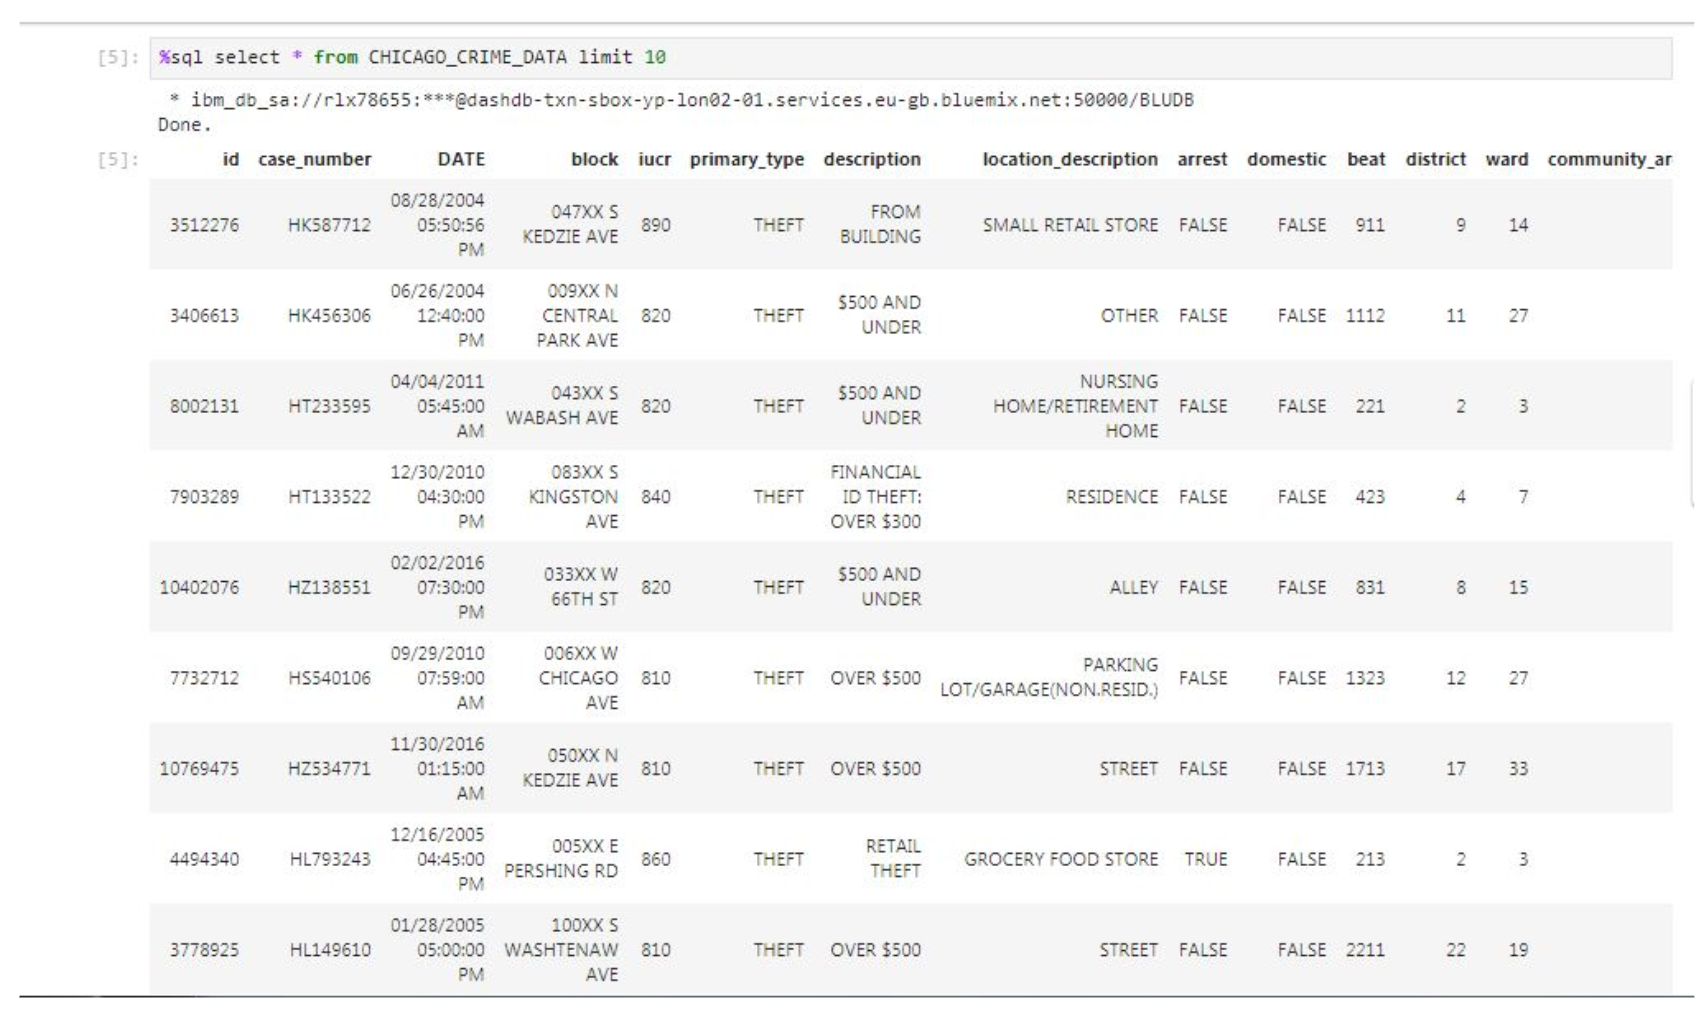 [5]: %sql select * from CHICAGO_CRIME_DATA limit 10
* ibm_db_sa://rlx78655:***@dashdb-txn-sbox-yp-lon02-01.services.eu-gb.bluemix.net:50000/BLUDB
Done.
[5]: id case_number DATE block iucr primary_type description location_description arrest domestic beat district ward community_ar
3512276 HK587712 08/28/2004 05:50:56 PM 047XX S KEDZIE AVE 890 THEFT FROM BUILDING SMALL RETAIL STORE FALSE FALSE 911 9 14
3406613 HK456306 06/26/2004 12:40:00 PM 009XX N CENTRAL PARK AVE 820 THEFT $500 AND UNDER OTHER FALSE FALSE 1112 11 27
8002131 HT233595 04/04/2011 05:45:00 AM 043XX S WABASH AVE 820 THEFT $500 AND UNDER NURSING HOME/RETIREMENT HOME FALSE FALSE 221 2 3
7903289 HT133522 12/30/2010 04:30:00 PM 083XX S KINGSTON AVE 840 THEFT FINANCIAL ID THEFT: OVER $300 RESIDENCE FALSE FALSE 423 4 7
10402076 HZ138551 02/02/2016 07:30:00 PM 033XX W 66TH ST 820 THEFT $500 AND UNDER ALLEY FALSE FALSE 831 8 15
7732712 HS540106 09/29/2010 07:59:00 AM 006XX W CHICAGO AVE 810 THEFT OVER $500 PARKING LOT/GARAGE(NON.RESID.) FALSE FALSE 1323 12 27
10769475 HZ534771 11/30/2016 01:15:00 AM 050XX N KEDZIE AVE 810 THEFT OVER $500 STREET FALSE FALSE 1713 17 33
4494340 HL793243 12/16/2005 04:45:00 PM 005XX E PERSHING RD 860 THEFT RETAIL THEFT GROCERY FOOD STORE TRUE FALSE 213 2 3
3778925 HL149610 01/28/2005 05:00:00 PM 100XX S WASHTENAW AVE 810 THEFT OVER $500 STREET FALSE FALSE 2211 22 19